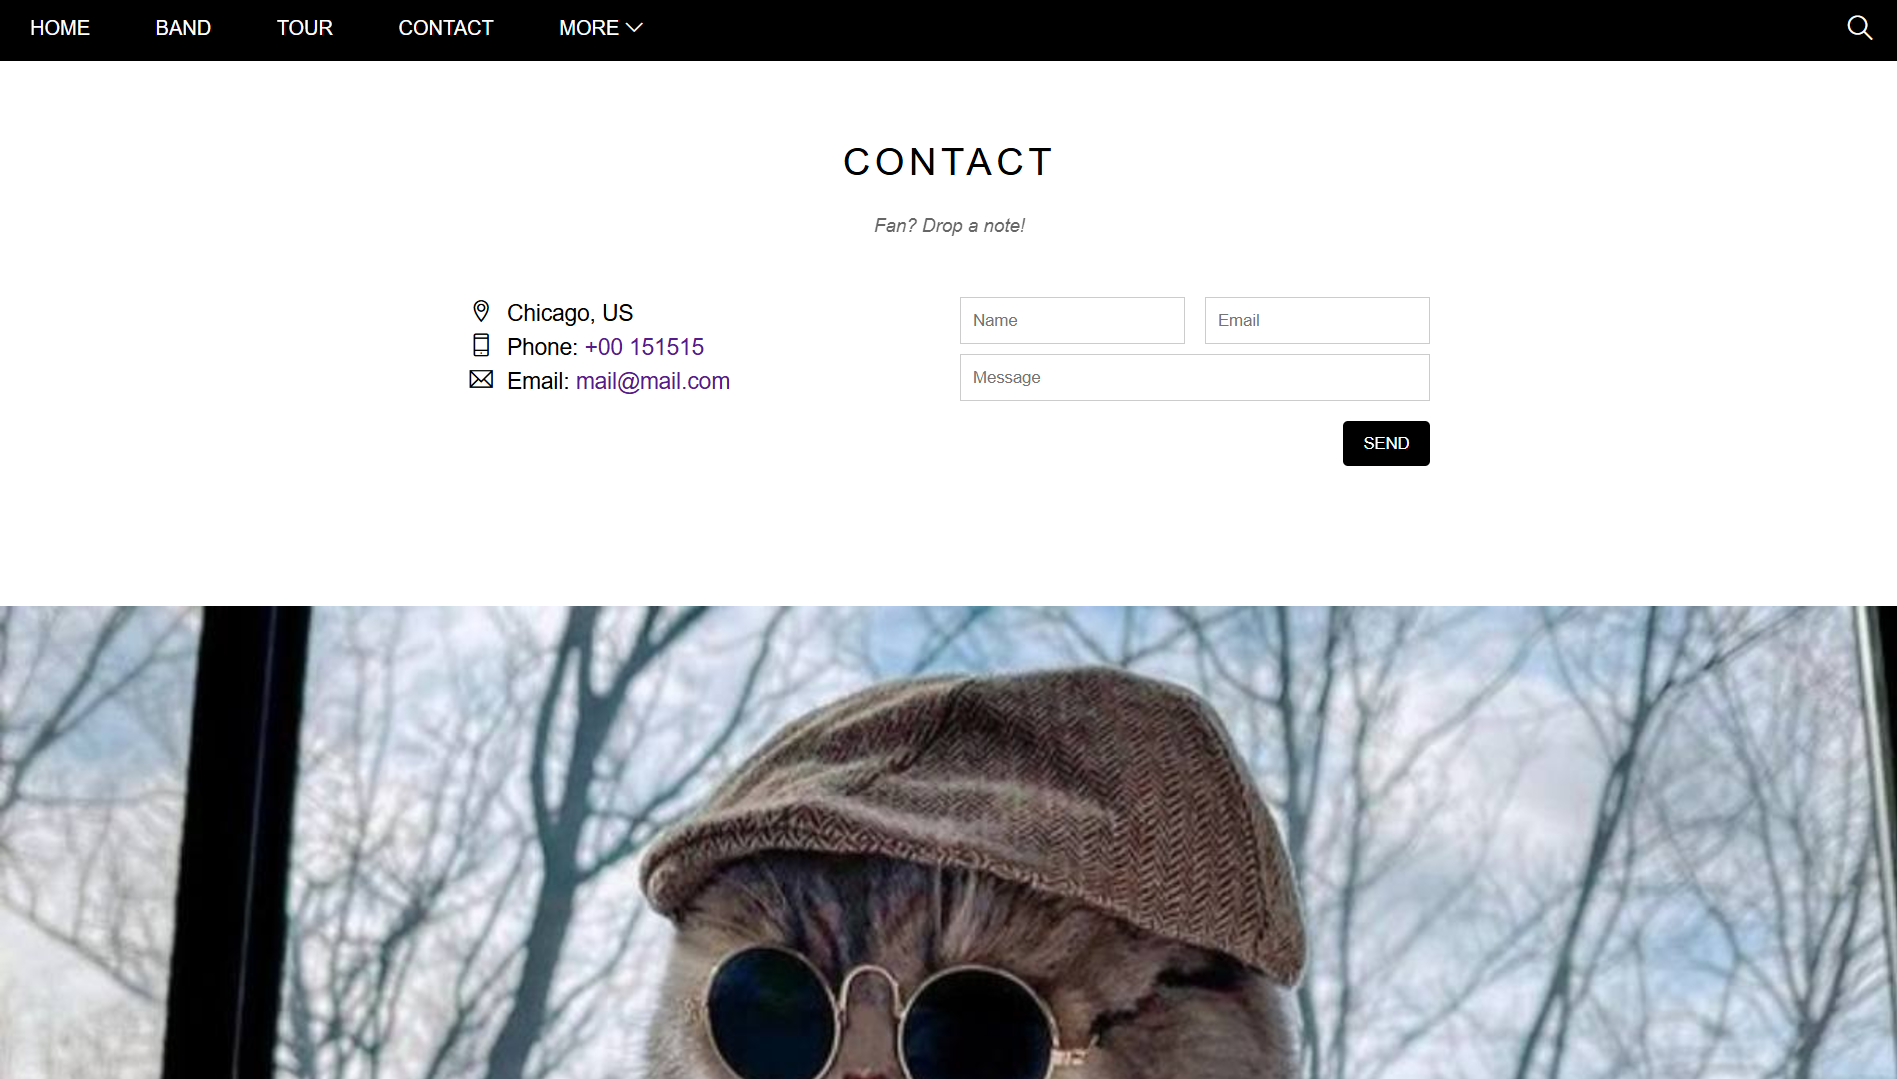 HOME BAND TOUR CONTACT MORE
CONTACT
Fan? Drop a note!
Chicago, US
Phone: +00 151515
Email: mail@mail.com
Name Email
Message
SEND